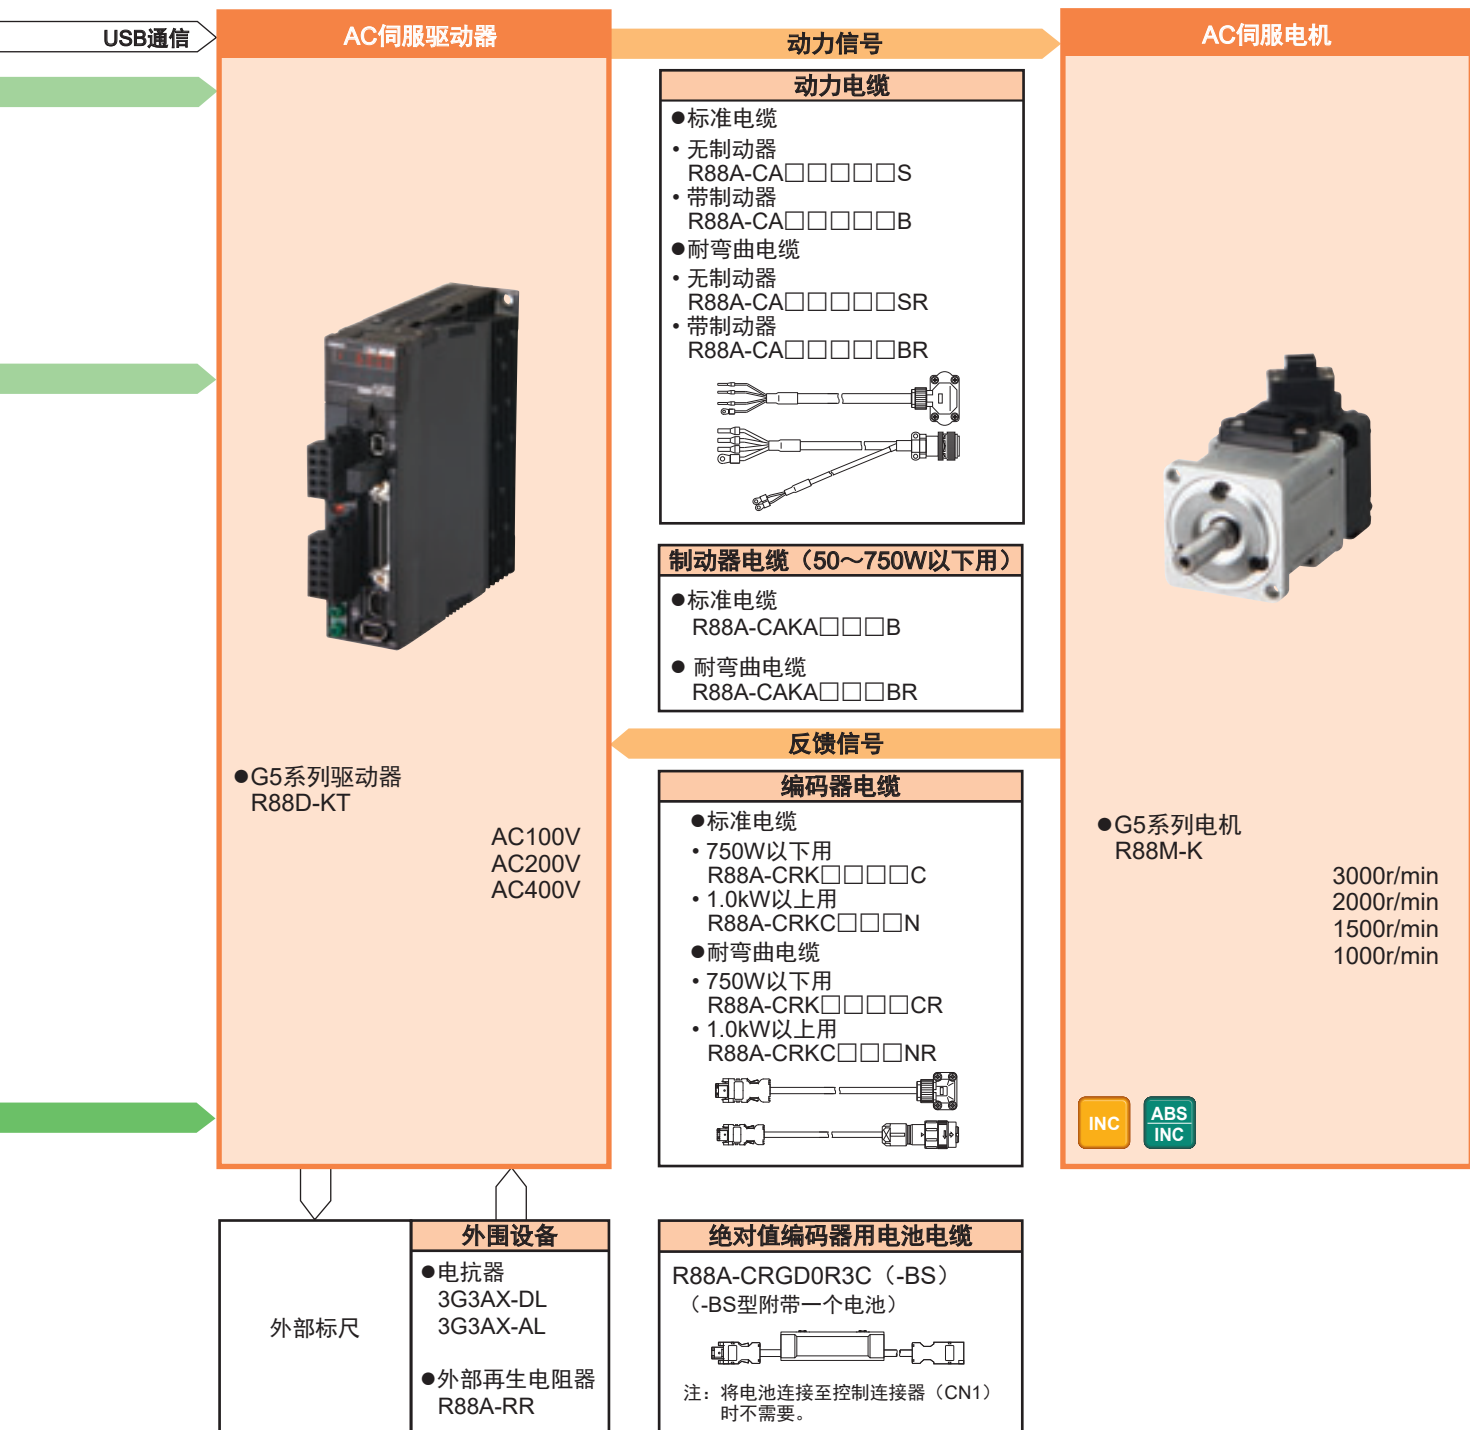 USB通信
AC伺服驱动器
●G5系列驱动器
R88D-KT
AC100V
AC200V
AC400V
动力信号
动力电缆
●标准电缆
・无制动器
R88A-CA□□□□□S
・带制动器
R88A-CA□□□□□B
●耐弯曲电缆
・无制动器
R88A-CA□□□□□SR
・带制动器
R88A-CA□□□□□BR
制动器电缆（50～750W以下用）
●标准电缆
R88A-CAKA□□□B
● 耐弯曲电缆
R88A-CAKA□□□BR
反馈信号
编码器电缆
●标准电缆
・750W以下用
R88A-CRK□□□□C
・1.0kW以上用
R88A-CRKC□□□N
●耐弯曲电缆
・750W以下用
R88A-CRK□□□□CR
・1.0kW以上用
R88A-CRKC□□□NR
AC伺服电机
●G5系列电机
R88M-K
3000r/min
2000r/min
1500r/min
1000r/min
INC
ABS
INC
外部标尺
外围设备
●电抗器
3G3AX-DL
3G3AX-AL
●外部再生电阻器
R88A-RR
绝对值编码器用电池电缆
R88A-CRGD0R3C（-BS）
（-BS型附带一个电池）
注：将电池连接至控制连接器（CN1）
时不需要。